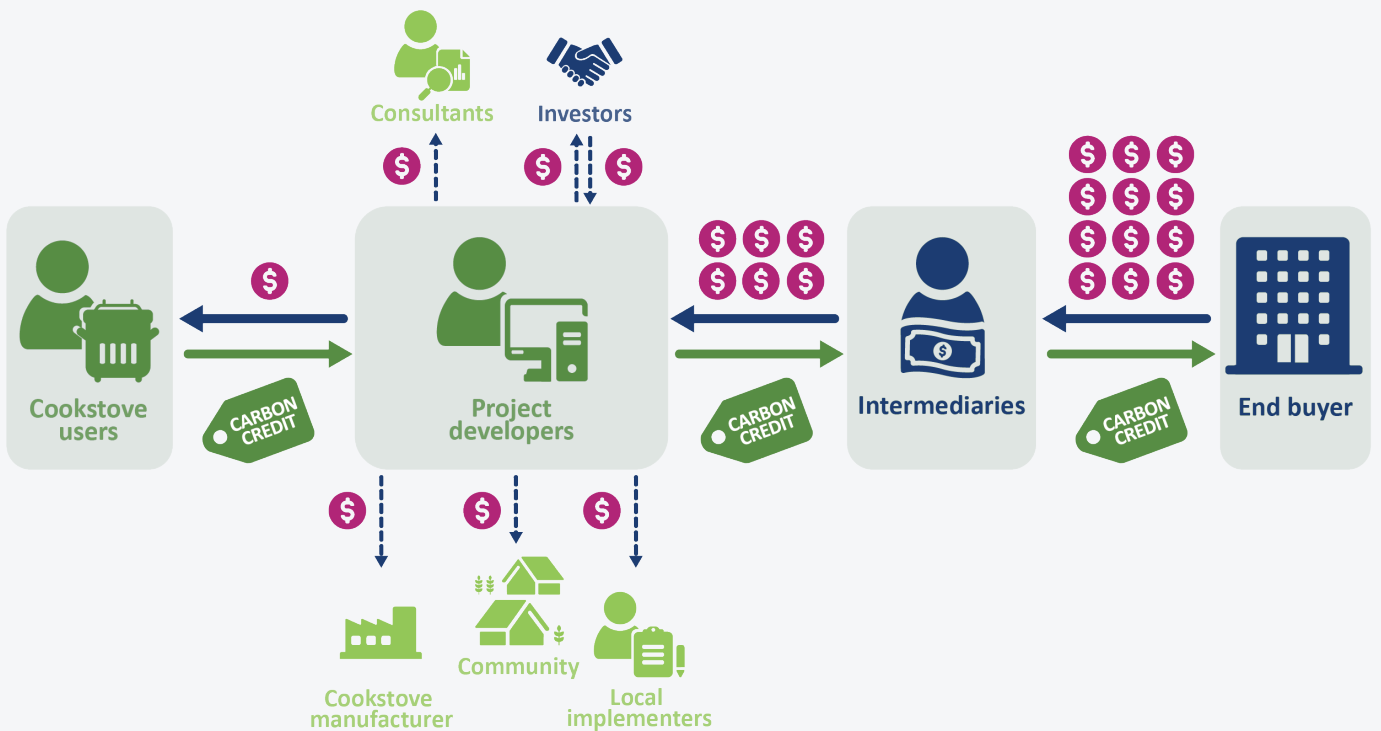 Consultants
Investors
$
$
$
$ $ $
$ $ $
$ $ $
$ $ $
$ $ $
$ $ $
$
$
Cookstove
users
CARBON
CREDIT
Project
developers
CARBON
CREDIT
Intermediaries
CARBON
CREDIT
End buyer
$
$
$
Community
Cookstove
manufacturer
Local
implementers